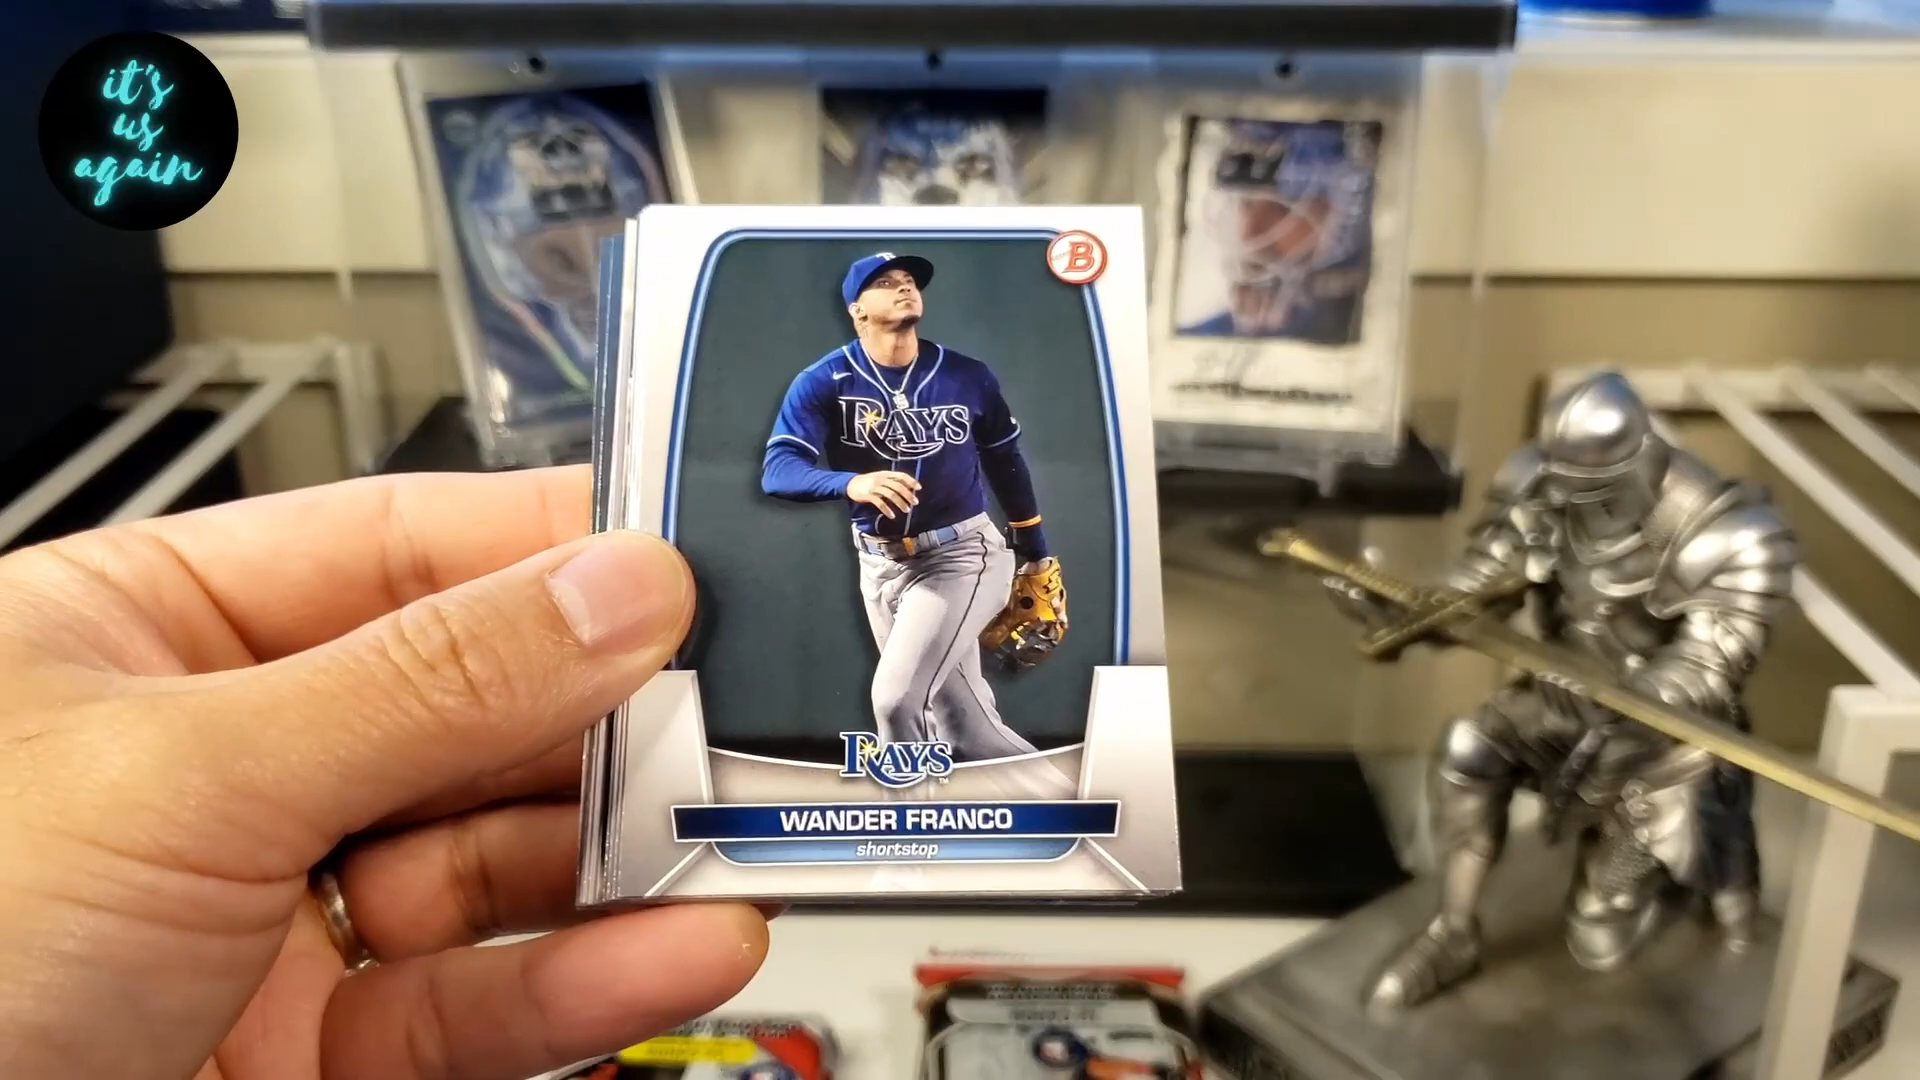 it's
us
again
B
RAYS
RAYS
WANDER FRANCO
shortstop